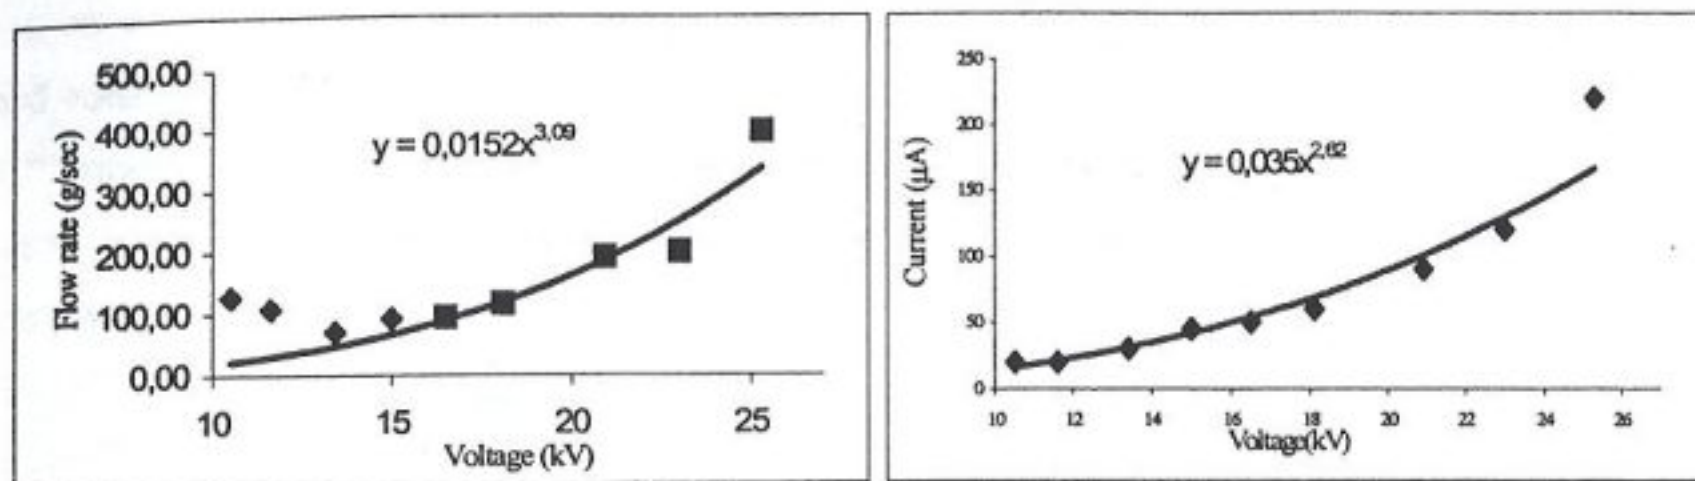 500,00
400,00
300,00
200,00
100,00
0,00
Flow rate (g/sec)
y = 0,0152x^3,09
10 15 20 25
Voltage (kV)
250
200
150
100
50
0
Current (µA)
y = 0,035x^2,62
10 12 14 16 18 20 22 24 26
Voltage(kV)